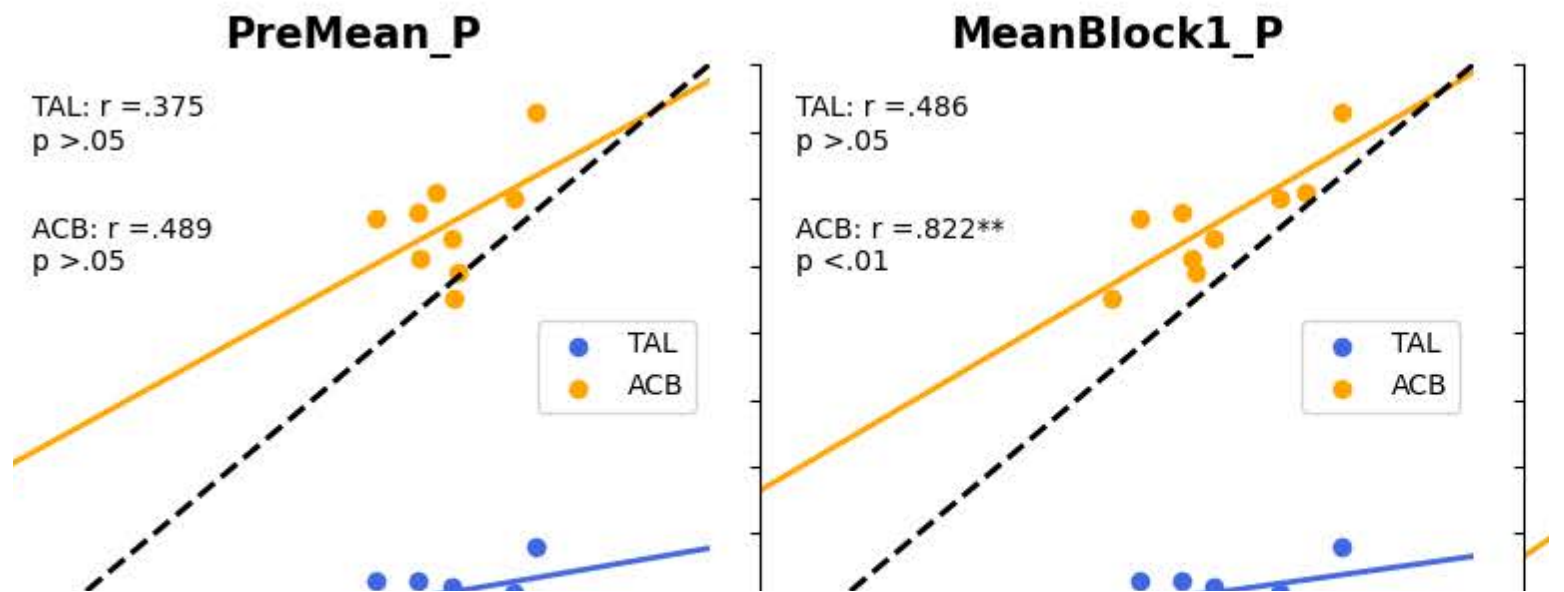 PreMean_P
TAL: r =.375
p >.05
ACB: r =.489
p >.05
TAL
ACB
MeanBlock1_P
TAL: r =.486
p >.05
ACB: r =.822**
p <.01
TAL
ACB